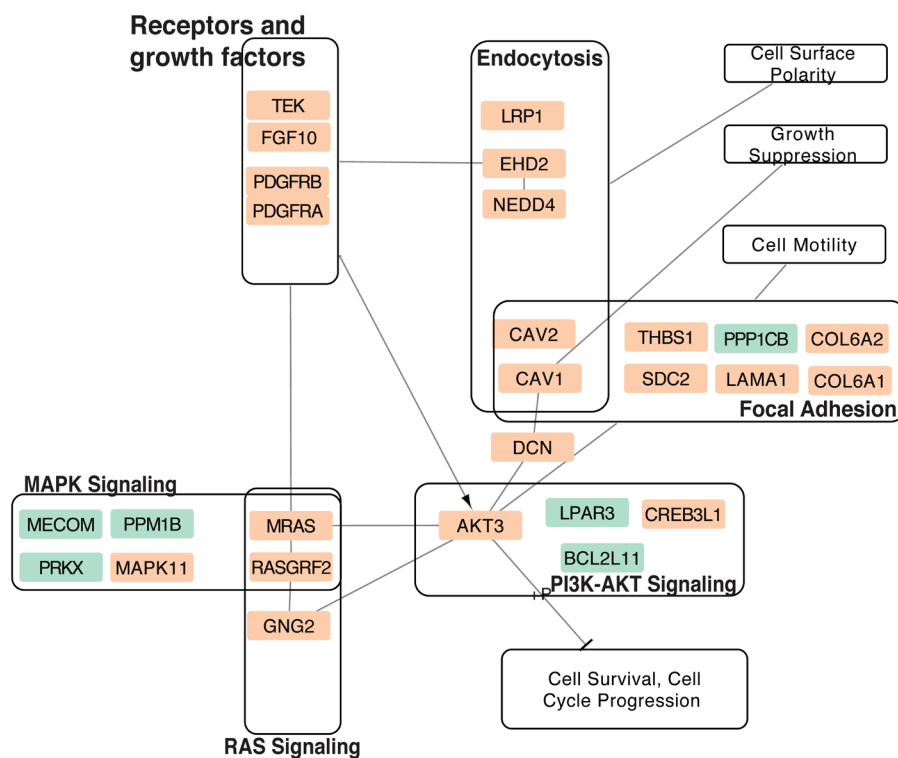 Receptors and
growth factors
TEK
FGF10
PDGFRB
PDGFRA
Endocytosis
LRP1
EHD2
NEDD4
CAV2
CAV1
Cell Surface
Polarity
Growth
Suppression
Cell Motility
THBS1
PPP1CB
COL6A2
SDC2
LAMA1
COL6A1
Focal Adhesion
DCN
MAPK Signaling
MECOM
PPM1B
PRKX
MAPK11
MRAS
RASGRF2
GNG2
RAS Signaling
AKT3
LPAR3
CREB3L1
BCL2L11
PI3K-AKT Signaling
+P
Cell Survival, Cell
Cycle Progression